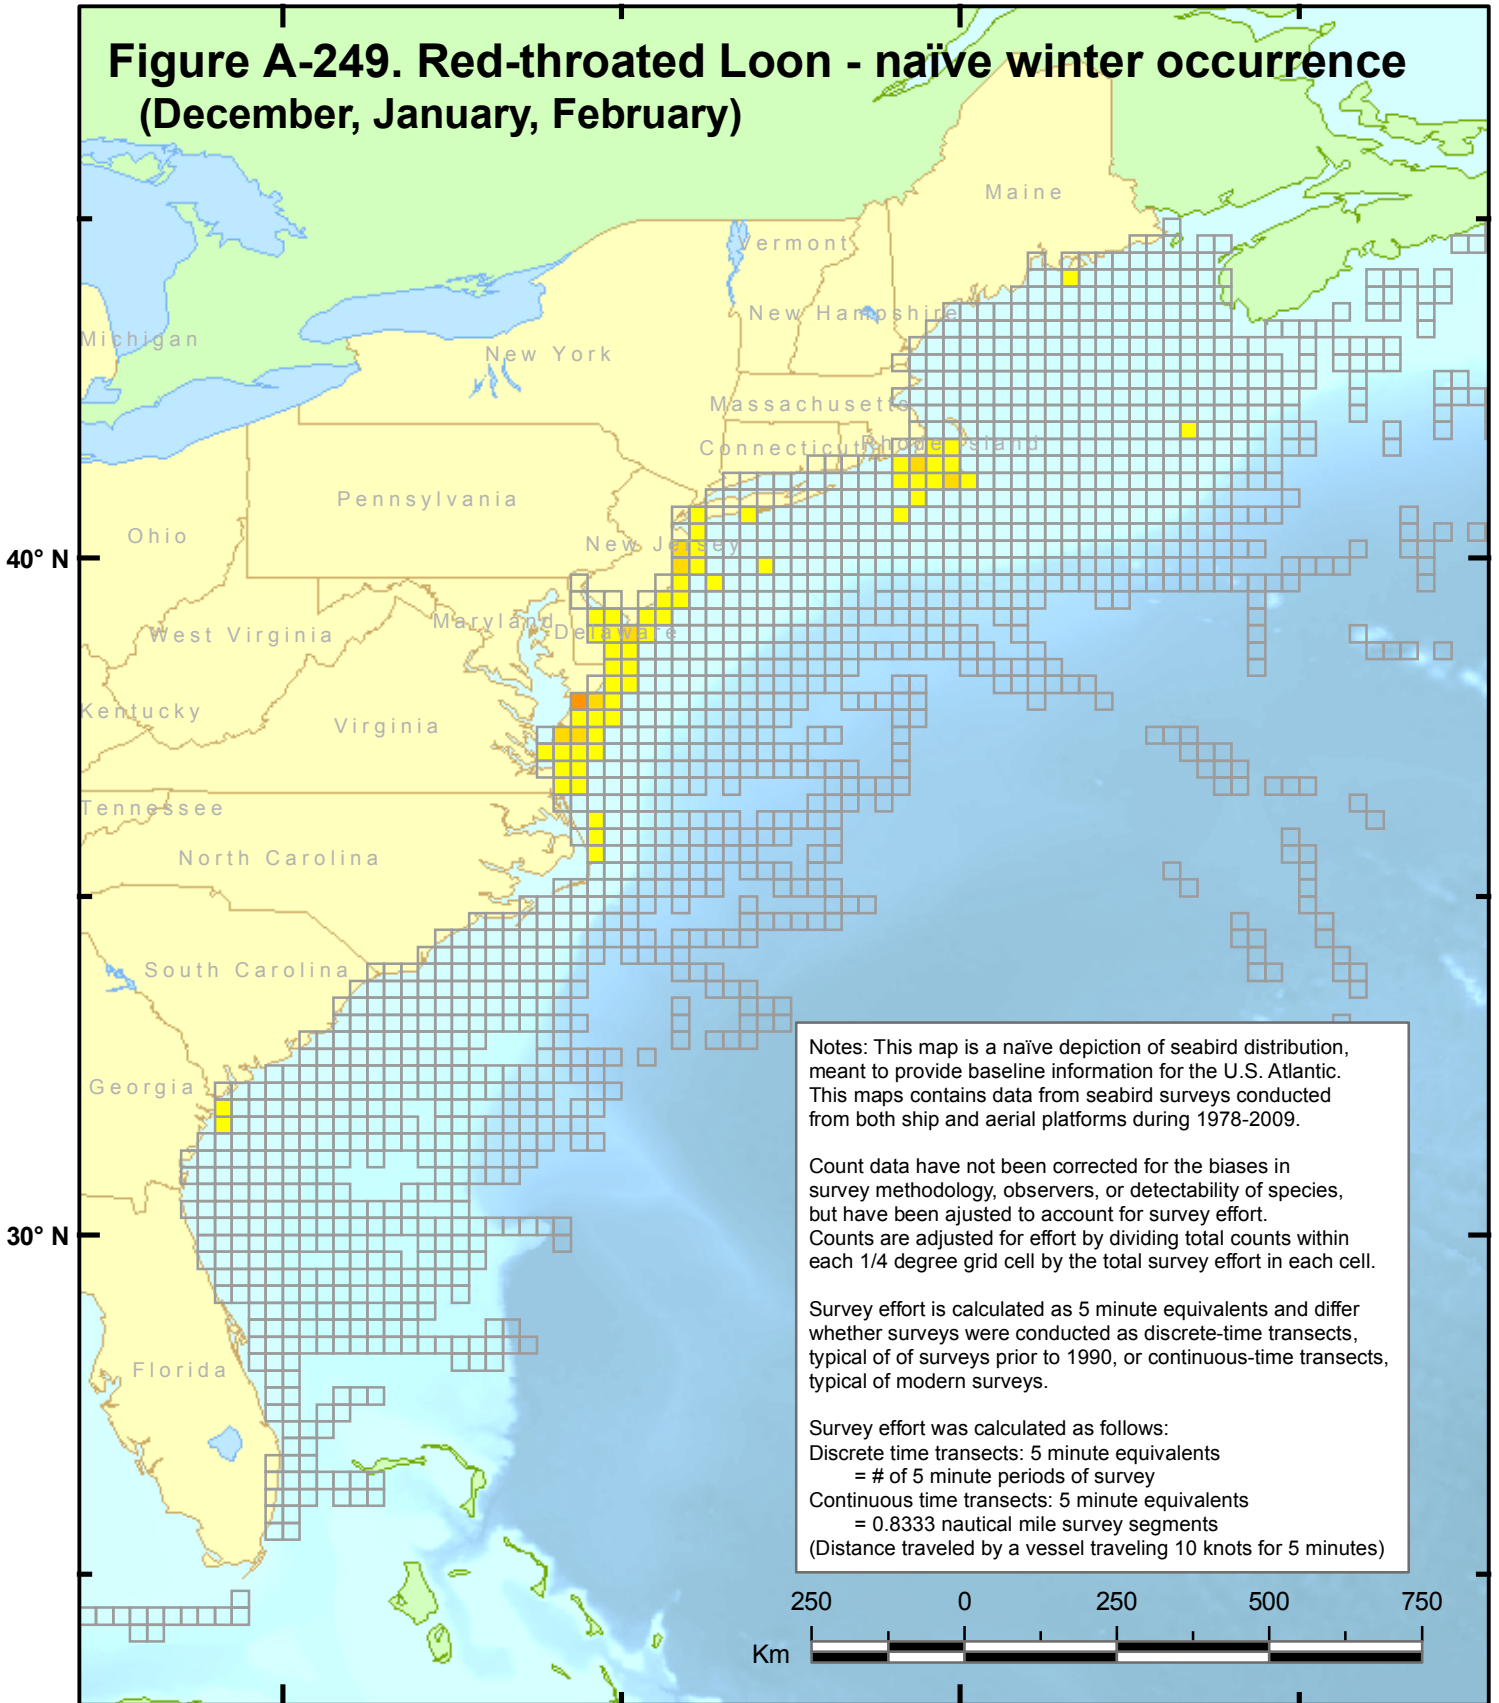 Figure A-249. Red-throated Loon - naïve winter occurrence
(December, January, February)
Maine
Vermont
New Hampshire
Michigan
New York
Massachusetts
Connecticut
Rhode Island
Pennsylvania
Ohio
New Jersey
40° N
Maryland
Delaware
West Virginia
Kentucky
Virginia
Tennessee
North Carolina
South Carolina
Georgia
30° N
Florida
Notes: This map is a naïve depiction of seabird distribution,
meant to provide baseline information for the U.S. Atlantic.
This maps contains data from seabird surveys conducted
from both ship and aerial platforms during 1978-2009.
Count data have not been corrected for the biases in
survey methodology, observers, or detectability of species,
but have been ajusted to account for survey effort.
Counts are adjusted for effort by dividing total counts within
each 1/4 degree grid cell by the total survey effort in each cell.
Survey effort is calculated as 5 minute equivalents and differ
whether surveys were conducted as discrete-time transects,
typical of of surveys prior to 1990, or continuous-time transects,
typical of modern surveys.
Survey effort was calculated as follows:
Discrete time transects: 5 minute equivalents
= # of 5 minute periods of survey
Continuous time transects: 5 minute equivalents
= 0.8333 nautical mile survey segments
(Distance traveled by a vessel traveling 10 knots for 5 minutes)
250 0 250 500 750
Km